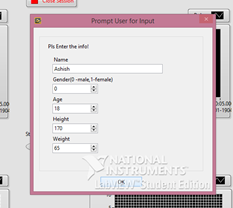 Close Session
Prompt User for Input
Pls Enter the info!
Name
Ashish
Gender(0 -male,1-female)
0
Age
18
Height
170
Weight
65
NATIONAL
INSTRUMENTS
LabVIEW Student Edition
OK